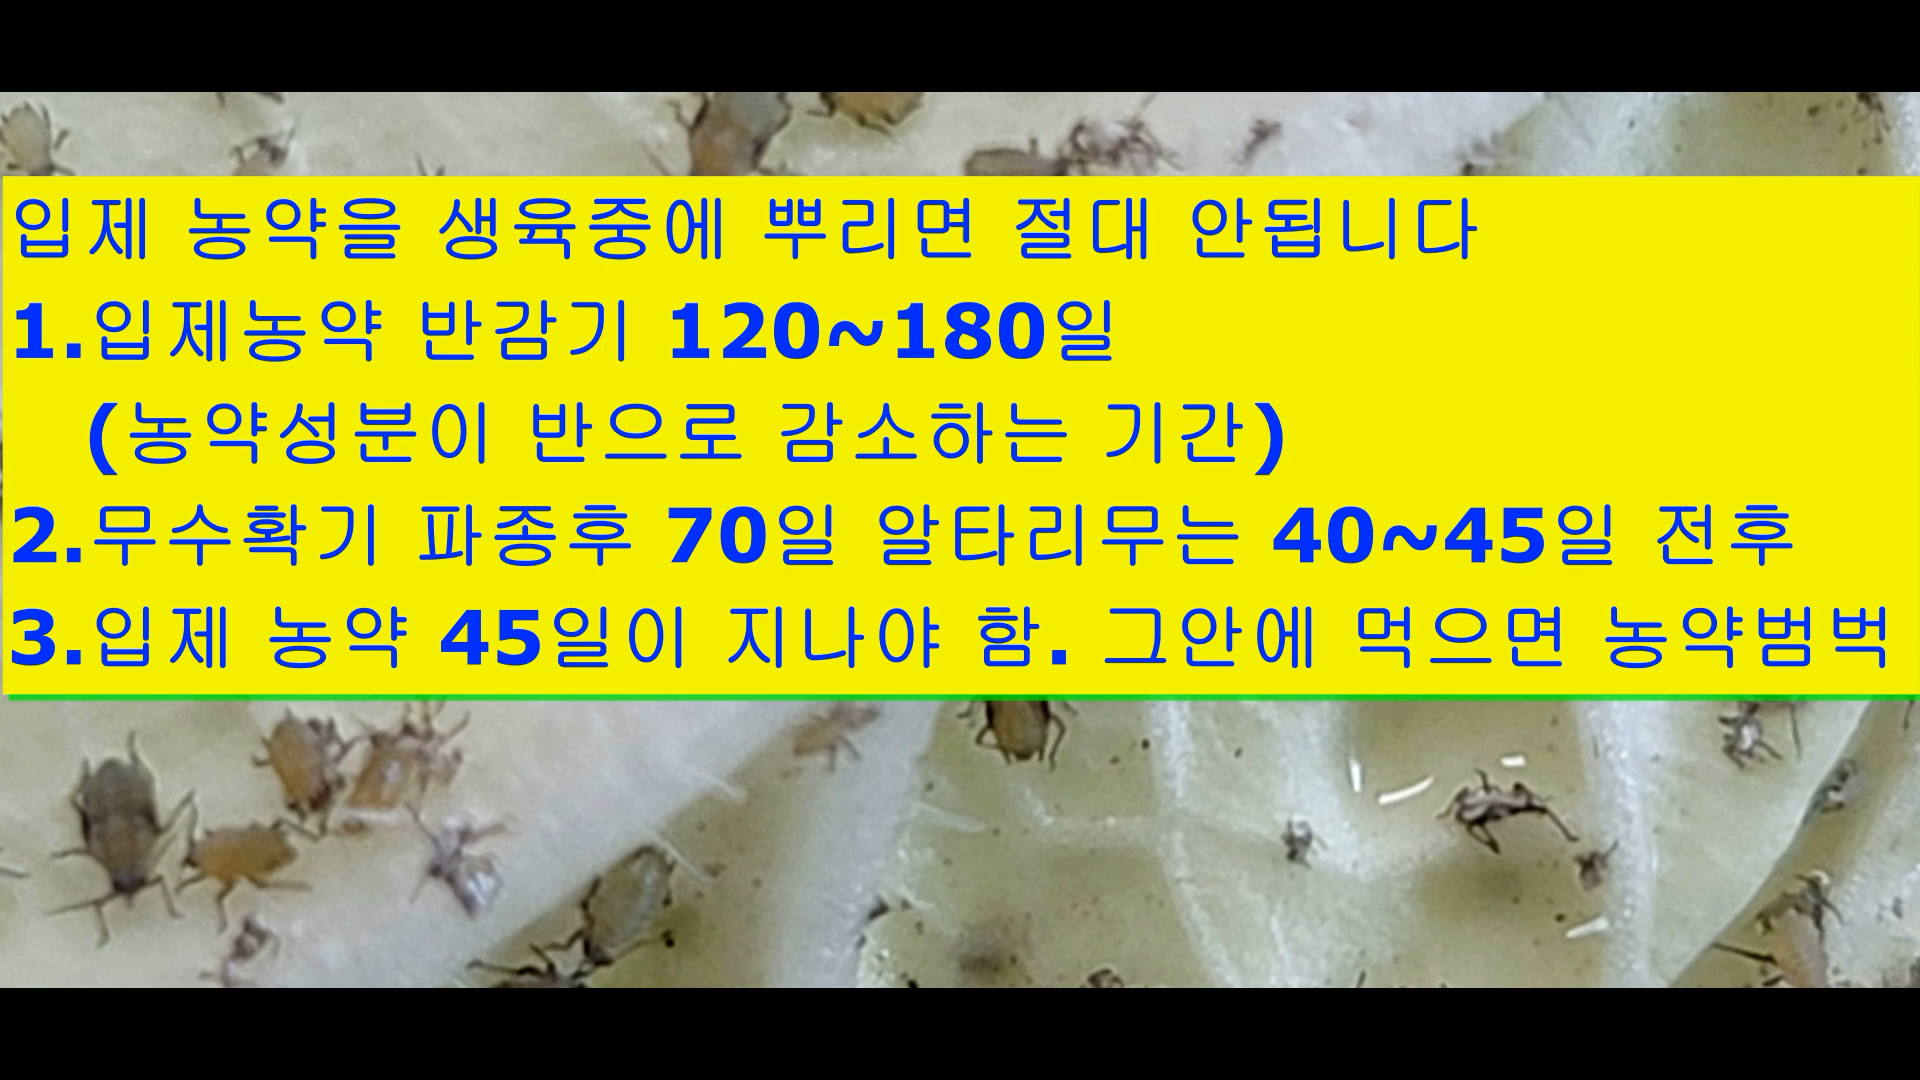 입제 농약을 생육중에 뿌리면 절대 안됩니다
1.입제농약 반감기 120~180일
(농약성분이 반으로 감소하는 기간)
2.무수확기 파종후 70일 알타리무는 40~45일 전후
3.입제 농약 45일이 지나야 함. 그안에 먹으면 농약범벅